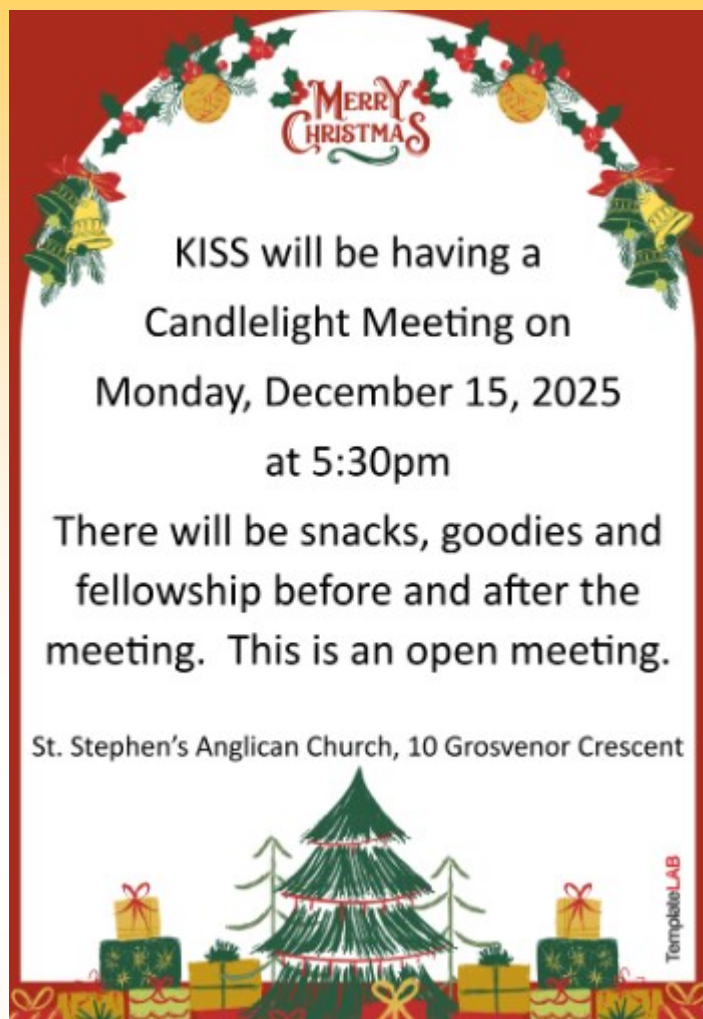 MERRY
CHRISTMAS
KISS will be having a
Candlelight Meeting on
Monday, December 15, 2025
at 5:30pm
There will be snacks, goodies and
fellowship before and after the
meeting.  This is an open meeting.
St. Stephen’s Anglican Church, 10 Grosvenor Crescent
TemplateLAB